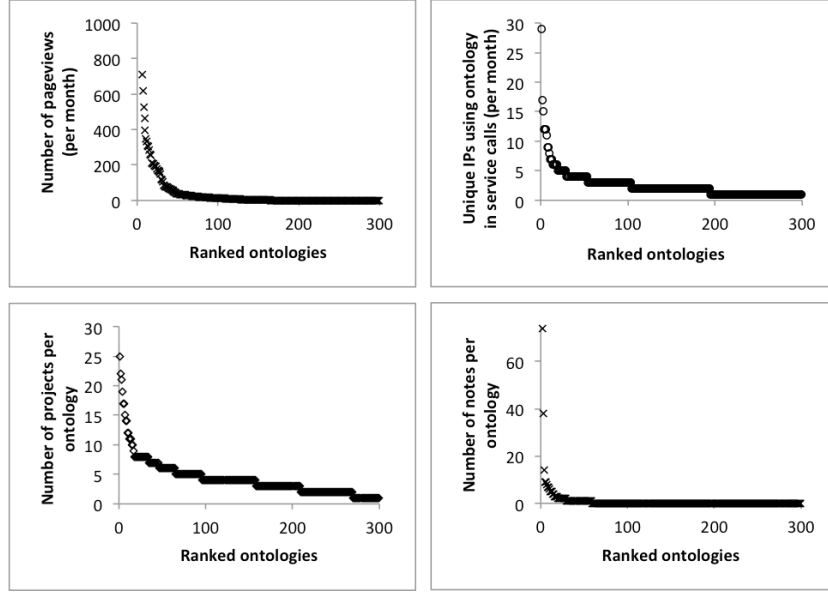 Number of pageviews
(per month)
1000
800
600
400
200
0
0 100 200 300
Ranked ontologies
Unique IPs using ontology
in service calls (per month)
30
25
20
15
10
5
0
0 100 200 300
Ranked ontologies
Number of projects per
ontology
30
25
20
15
10
5
0
0 100 200 300
Ranked ontologies
Number of notes per
ontology
60
40
20
0
0 100 200 300
Ranked ontologies